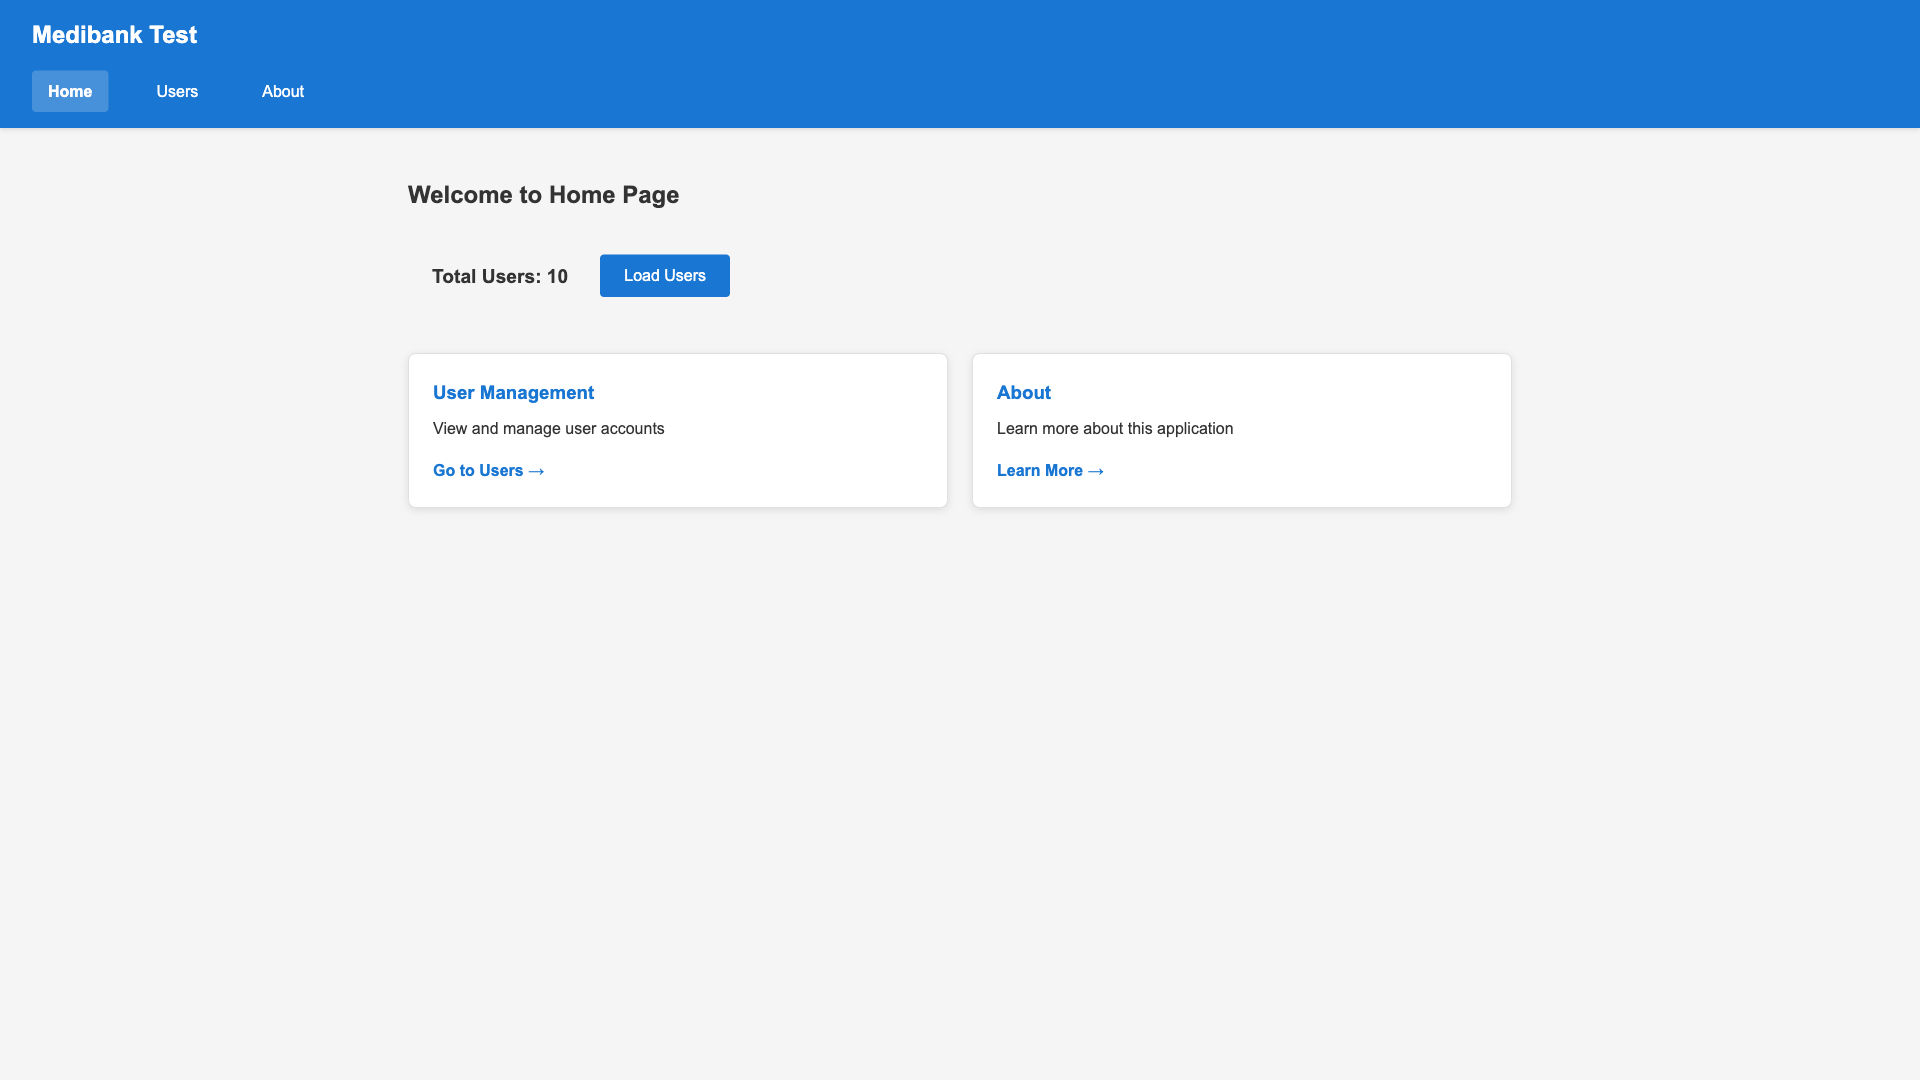 Medibank Test
Home Users About
Welcome to Home Page
Total Users: 10 Load Users
User Management
View and manage user accounts
Go to Users →
About
Learn more about this application
Learn More →